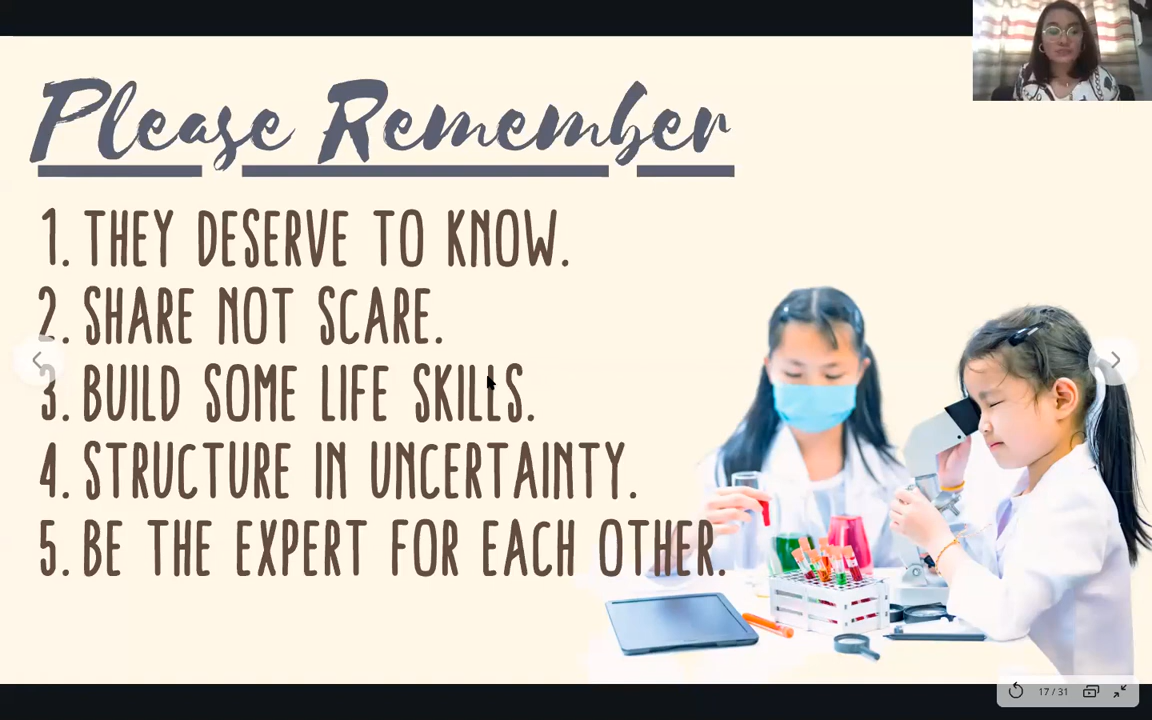 Please Remember
1. THEY DESERVE TO KNOW.
2. SHARE NOT SCARE.
3. BUILD SOME LIFE SKILLS.
4. STRUCTURE IN UNCERTAINTY.
5. BE THE EXPERT FOR EACH OTHER.
17 / 31